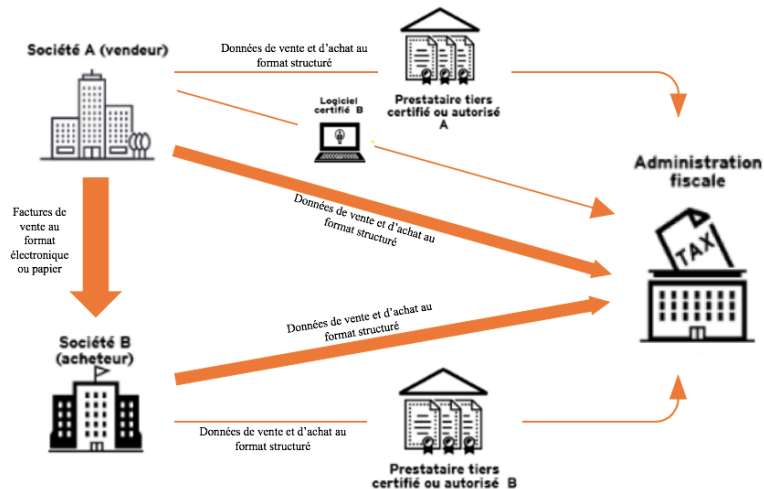 Société A (vendeur)
Données de vente et d'achat au
format structuré
Prestataire tiers
certifié ou autorisé
A
Logiciel
certifié B
Administration
fiscale
TAX
Données de vente et d'achat au
format structuré
Factures de
vente au
format
électronique
ou papier
Société B
(acheteur)
Données de vente et d'achat au
format structuré
Données de vente et d'achat au
format structuré
Prestataire tiers
certifié ou autorisé B